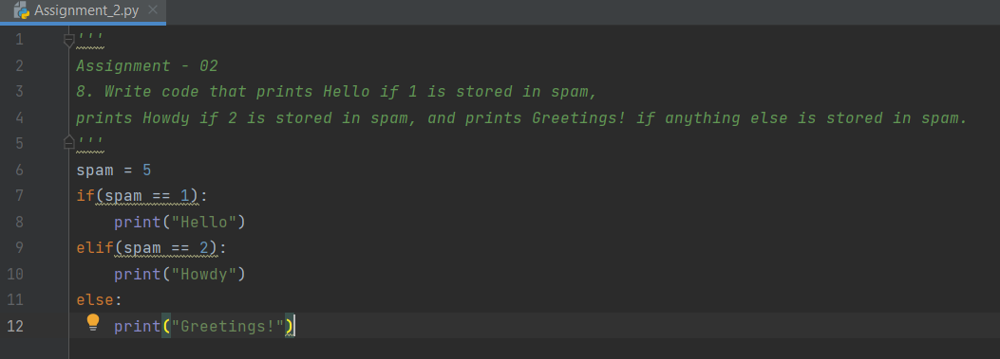 Assignment_2.py
1 '''
2 Assignment - 02
3 8. Write code that prints Hello if 1 is stored in spam,
4 prints Howdy if 2 is stored in spam, and prints Greetings! if anything else is stored in spam.
5 '''
6 spam = 5
7 if(spam == 1):
8     print("Hello")
9 elif(spam == 2):
10     print("Howdy")
11 else:
12     print("Greetings!")